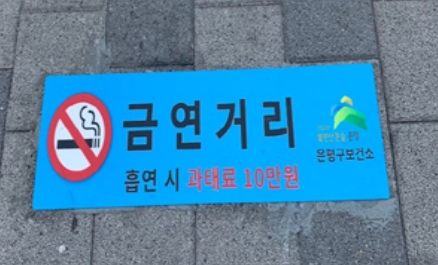 금연거리
흡연 시 과태료 10만원
은평구보건소